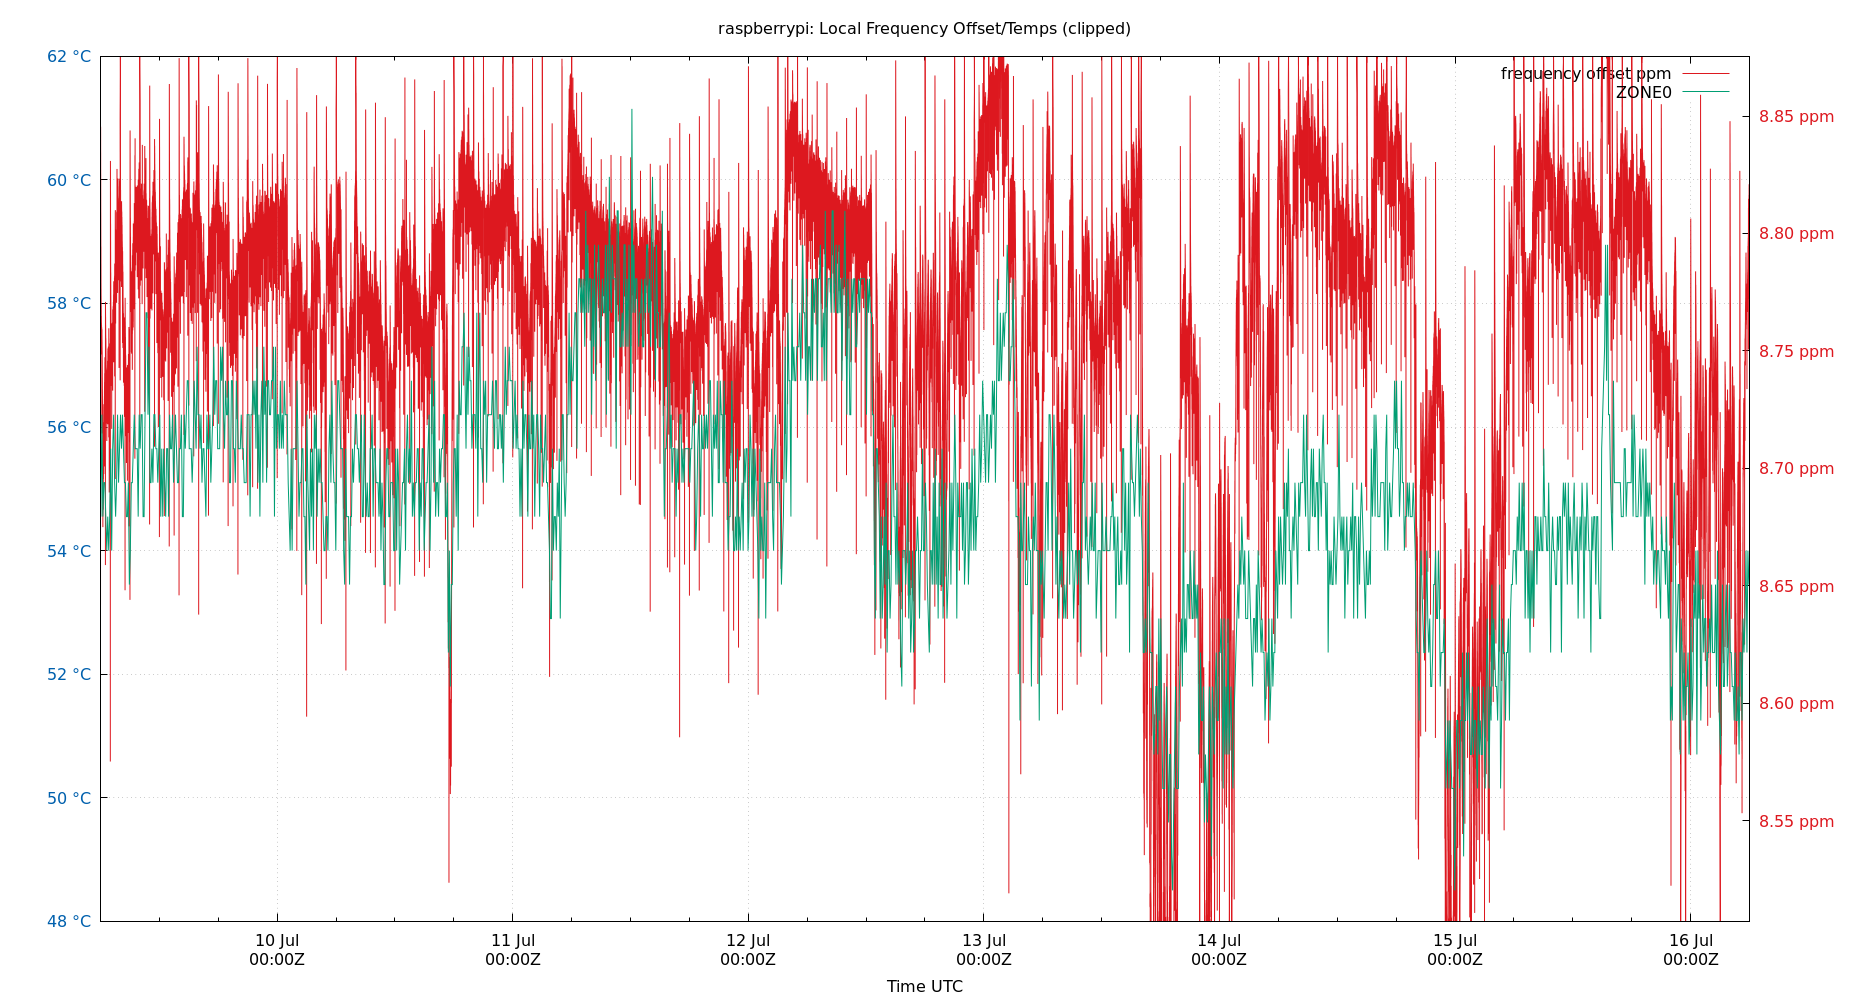 raspberrypi: Local Frequency Offset/Temps (clipped)
62 °C
60 °C
58 °C
56 °C
54 °C
52 °C
50 °C
48 °C
frequency offset ppm
ZONE0
8.85 ppm
8.80 ppm
8.75 ppm
8.70 ppm
8.65 ppm
8.60 ppm
8.55 ppm
10 Jul 11 Jul 12 Jul 13 Jul 14 Jul 15 Jul 16 Jul
00:00Z 00:00Z 00:00Z 00:00Z 00:00Z 00:00Z 00:00Z
Time UTC